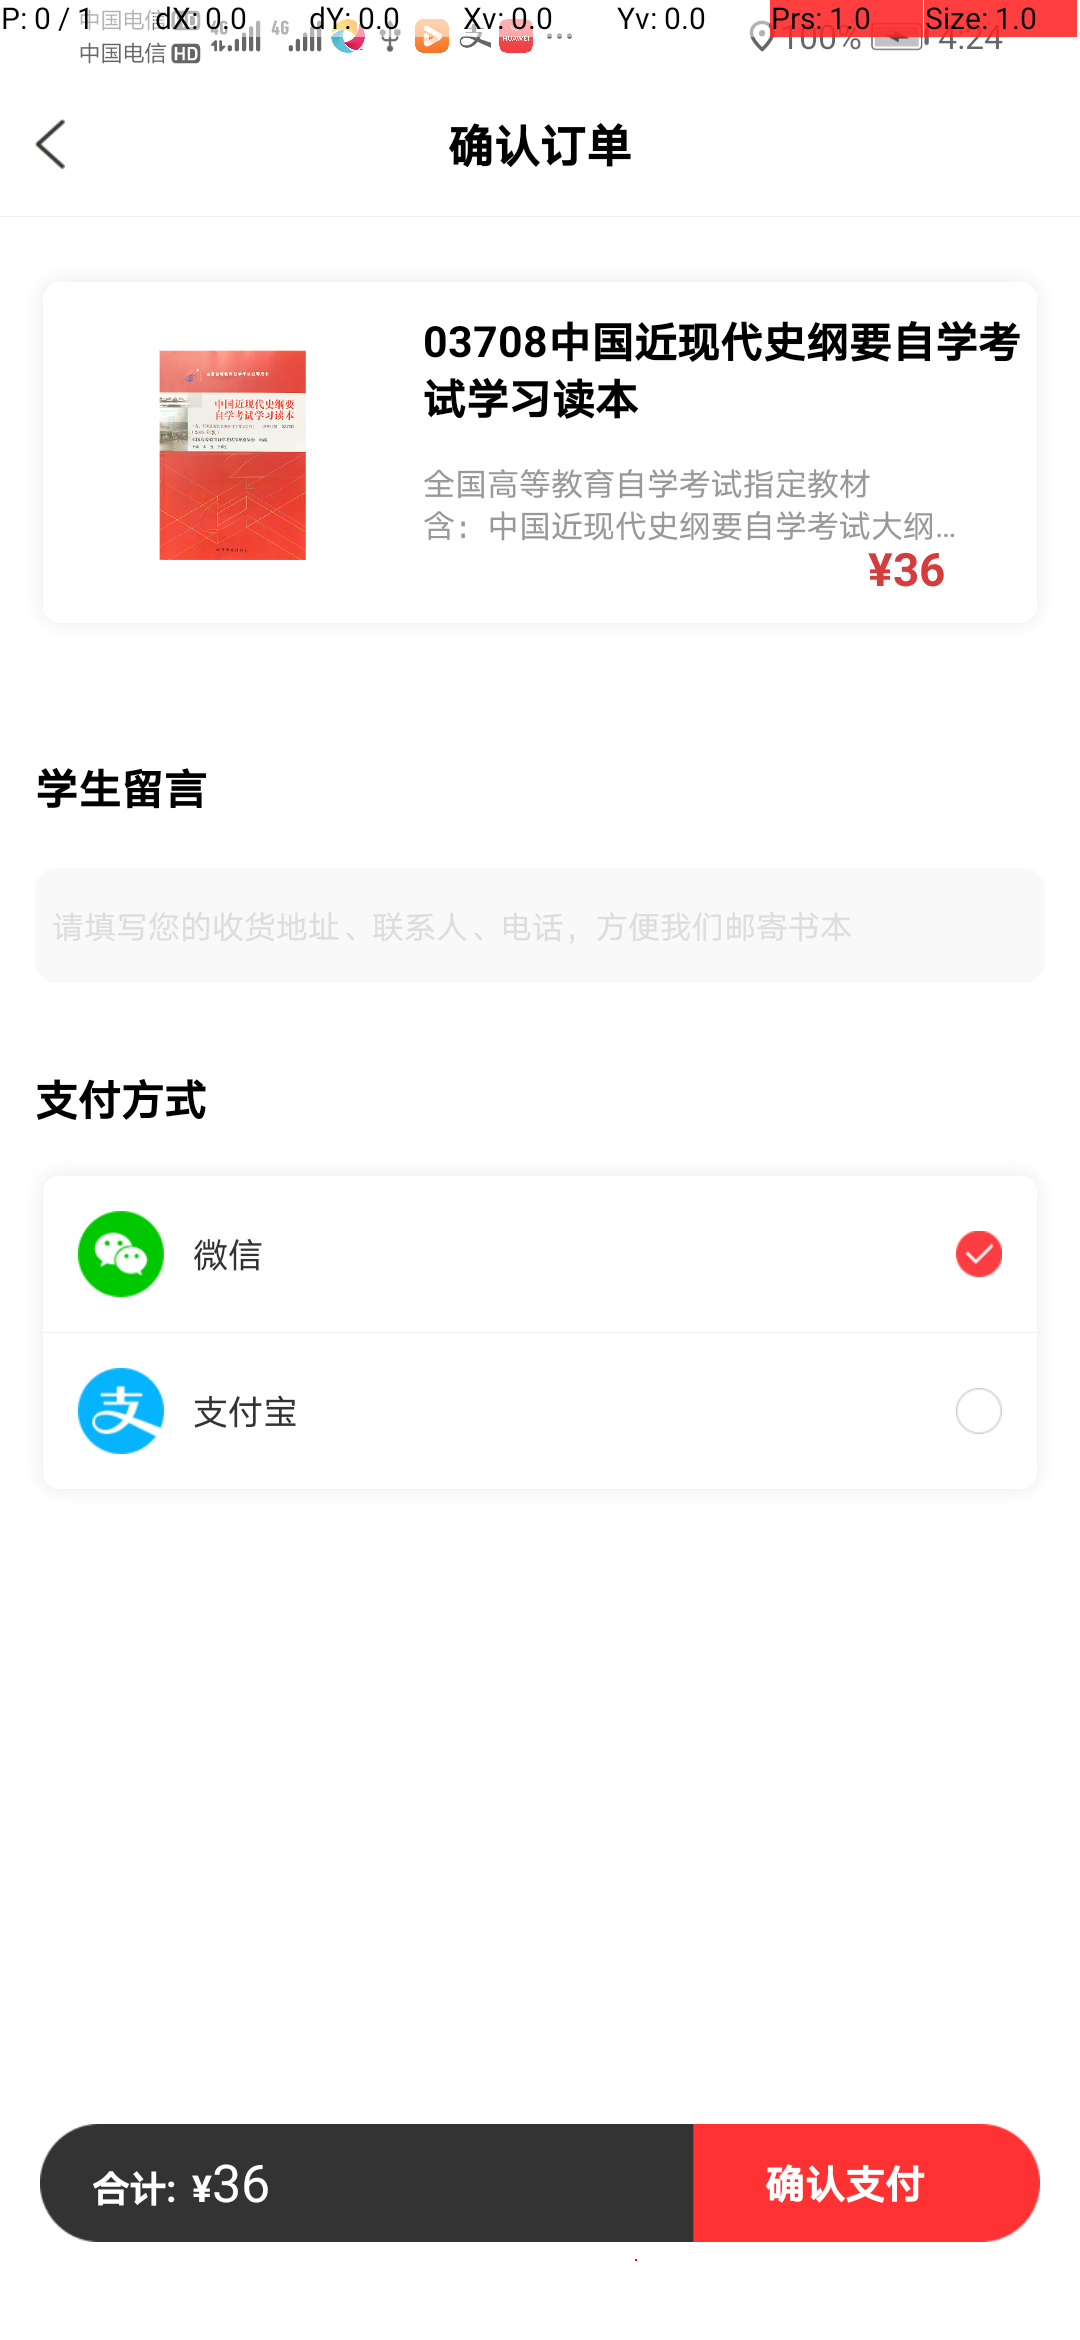 P: 0 / 1 dX: 0.0 dY: 0.0 Xv: 0.0 Yv: 0.0 Prs: 1.0 Size: 1.0
中国电信 HD 4G 4G HUAWEI 100% 4:24
中国电信 HD
确认订单
03708中国近现代史纲要自学考
试学习读本
中国近现代史纲要
自学考试学习读本
全国高等教育自学考试指定教材
含：中国近现代史纲要自学考试大纲...
¥36
学生留言
请填写您的收货地址、联系人、电话，方便我们邮寄书本
支付方式
微信
支付宝
合计: ¥36
确认支付